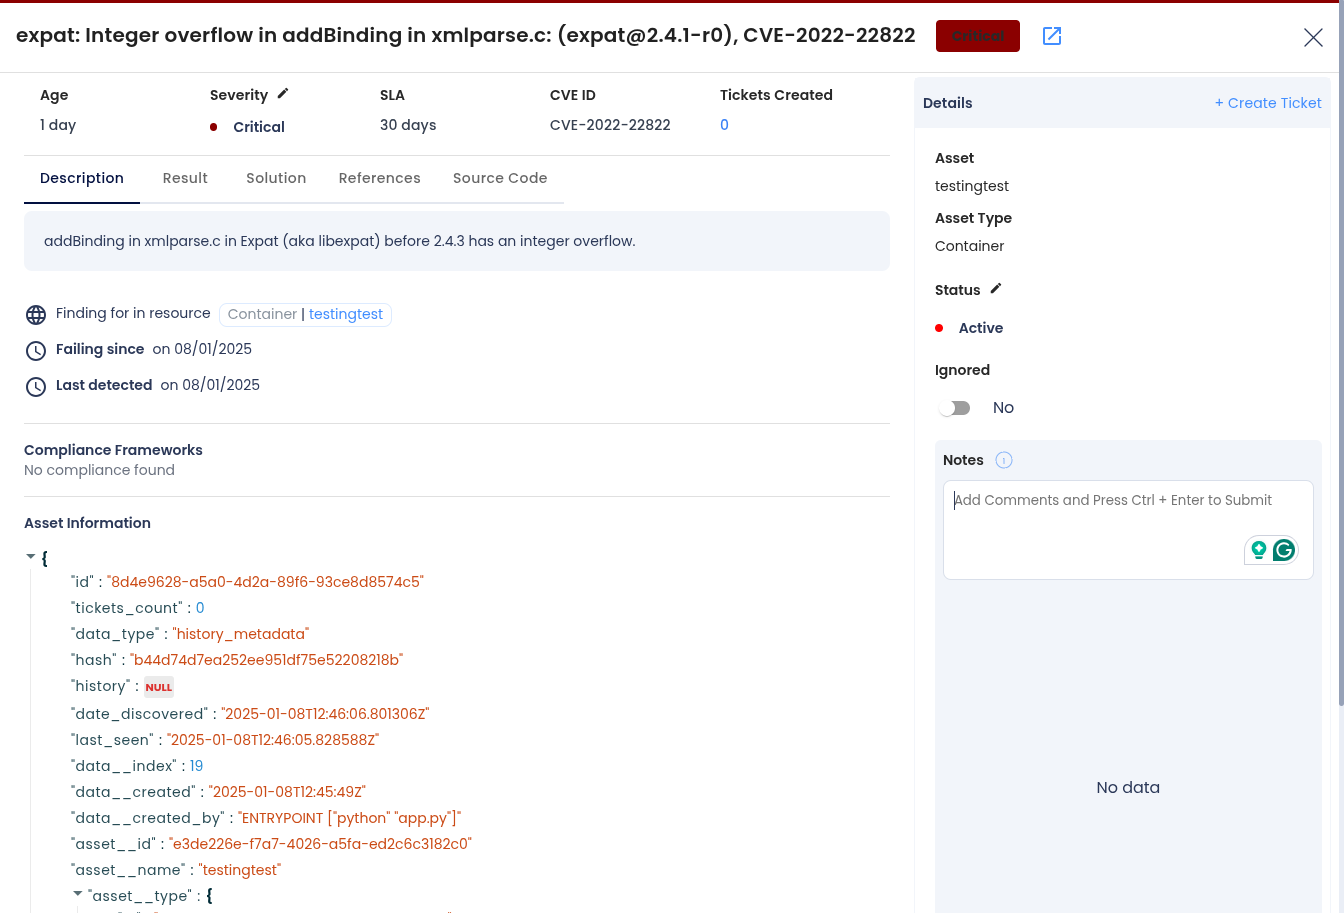 expat: Integer overflow in addBinding in xmlparse.c: (expat@2.4.1-r0), CVE-2022-22822 Critical
Age Severity SLA CVE ID Tickets Created
1 day Critical 30 days CVE-2022-22822 0
Description Result Solution References Source Code
addBinding in xmlparse.c in Expat (aka libexpat) before 2.4.3 has an integer overflow.
Finding for in resource Container | testingtest
Failing since on 08/01/2025
Last detected on 08/01/2025
Compliance Frameworks
No compliance found
Asset Information
{
"id" : "8d4e9628-a5a0-4d2a-89f6-93ce8d8574c5"
"tickets_count" : 0
"data_type" : "history_metadata"
"hash" : "b44d74d7ea252ee951df75e52208218b"
"history" : NULL
"date_discovered" : "2025-01-08T12:46:06.801306Z"
"last_seen" : "2025-01-08T12:46:05.828588Z"
"data__index" : 19
"data__created" : "2025-01-08T12:45:49Z"
"data__created_by" : "ENTRYPOINT ["python" "app.py"]"
"asset__id" : "e3de226e-f7a7-4026-a5fa-ed2c6c3182c0"
"asset__name" : "testingtest"
"asset__type" : {
Details + Create Ticket
Asset
testingtest
Asset Type
Container
Status
Active
Ignored
No
Notes
Add Comments and Press Ctrl + Enter to Submit
No data